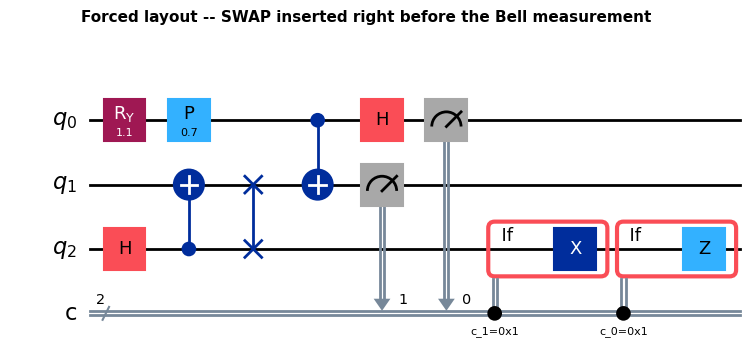 Forced layout -- SWAP inserted right before the Bell measurement
q0 RY 1.1 P 0.7 H
q1
q2 H If X If Z
c 2 1 0
c_1=0x1 c_0=0x1